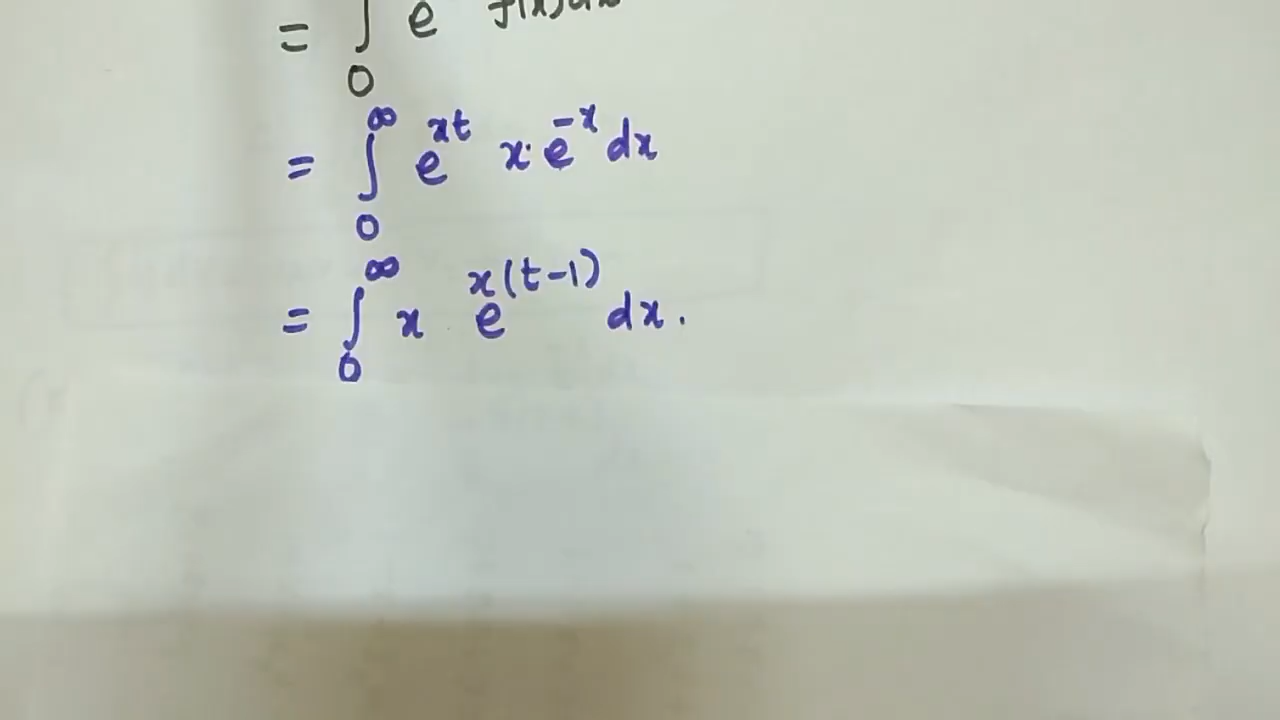 = ∫₀ e f(x)dx
= ∫₀^∞ e^{xt} x·e^{-x} dx
= ∫₀^∞ x e^{x(t-1)} dx.